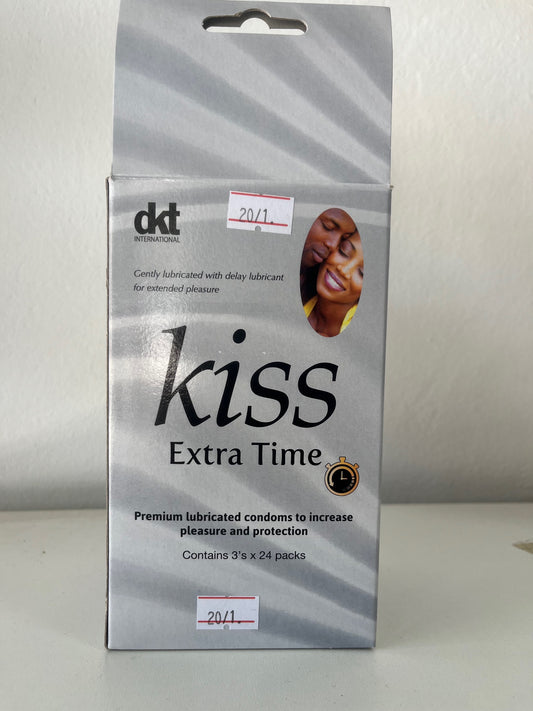 dkt
INTERNATIONAL
20/1.
Gently lubricated with delay lubricant
for extended pleasure
kiss
Extra Time
Premium lubricated condoms to increase
pleasure and protection
Contains 3's x 24 packs
20/1.